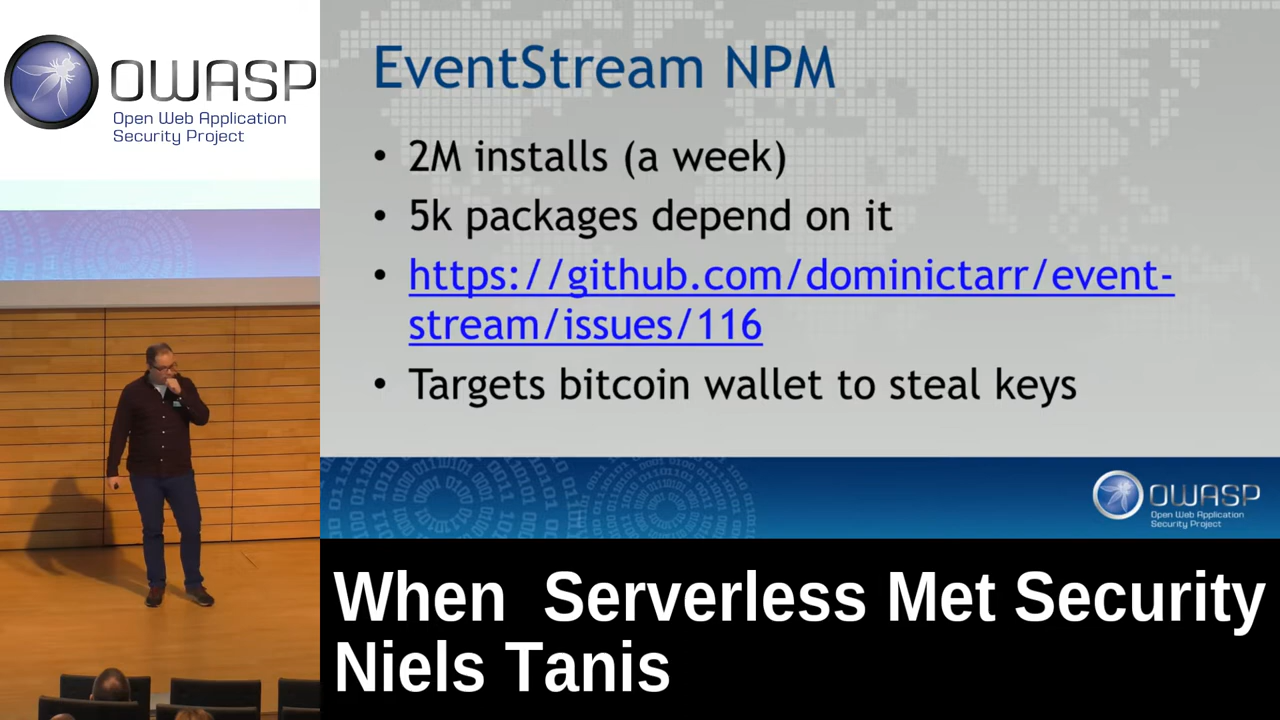 OWASP
Open Web Application
Security Project
EventStream NPM
• 2M installs (a week)
• 5k packages depend on it
• https://github.com/dominictarr/event-
stream/issues/116
• Targets bitcoin wallet to steal keys
OWASP
Open Web Application
Security Project
When Serverless Met Security
Niels Tanis